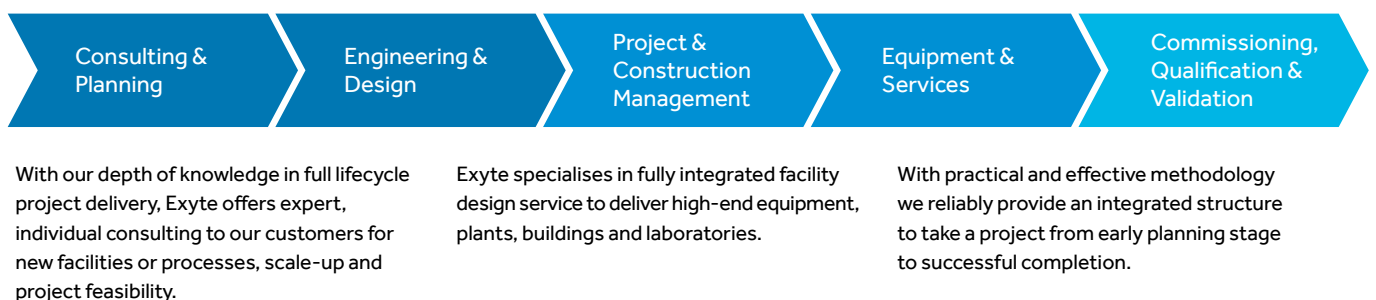 Consulting &
Planning
Engineering &
Design
Project &
Construction
Management
Equipment &
Services
Commissioning,
Qualification &
Validation
With our depth of knowledge in full lifecycle
project delivery, Exyte offers expert,
individual consulting to our customers for
new facilities or processes, scale-up and
project feasibility.
Exyte specialises in fully integrated facility
design service to deliver high-end equipment,
plants, buildings and laboratories.
With practical and effective methodology
we reliably provide an integrated structure
to take a project from early planning stage
to successful completion.